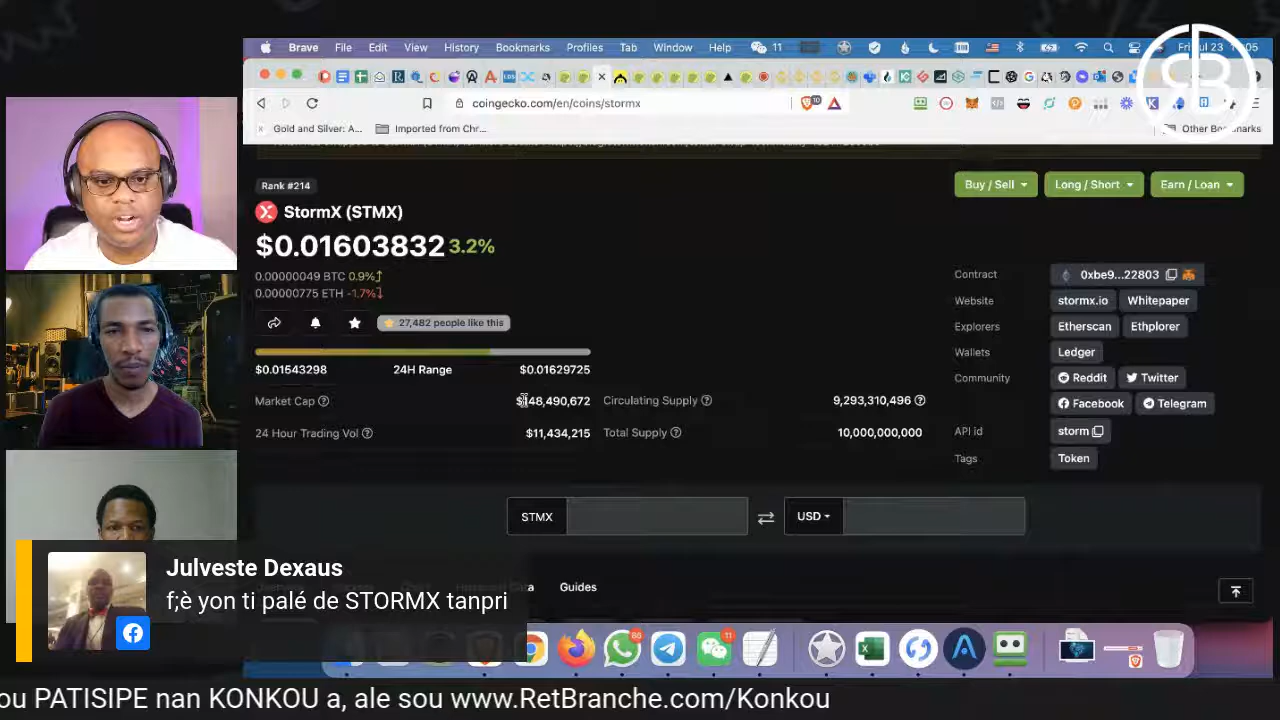 Brave File Edit View History Bookmarks Profiles Tab Window Help 11
coingecko.com/en/coins/stormx
Gold and Silver: A... Imported from Chr... Other Bookmarks
Rank #214
StormX (STMX)
$0.01603832 3.2%
0.00000049 BTC 0.9%
0.00000775 ETH -1.7%
27,482 people like this
$0.01543298 24H Range $0.01629725
Market Cap $148,490,672
Circulating Supply 9,293,310,496
24 Hour Trading Vol $11,434,215
Total Supply 10,000,000,000
Buy / Sell Long / Short Earn / Loan
Contract 0xbe9...22803
Website stormx.io Whitepaper
Explorers Etherscan Ethplorer
Wallets Ledger
Community Reddit Twitter
Facebook Telegram
API id storm
Tags Token
STMX USD
Guides
Julveste Dexaus
f;è yon ti palé de STORMX tanpri
ou PATISIPE nan KONKOU a, ale sou www.RetBranche.com/Konkou